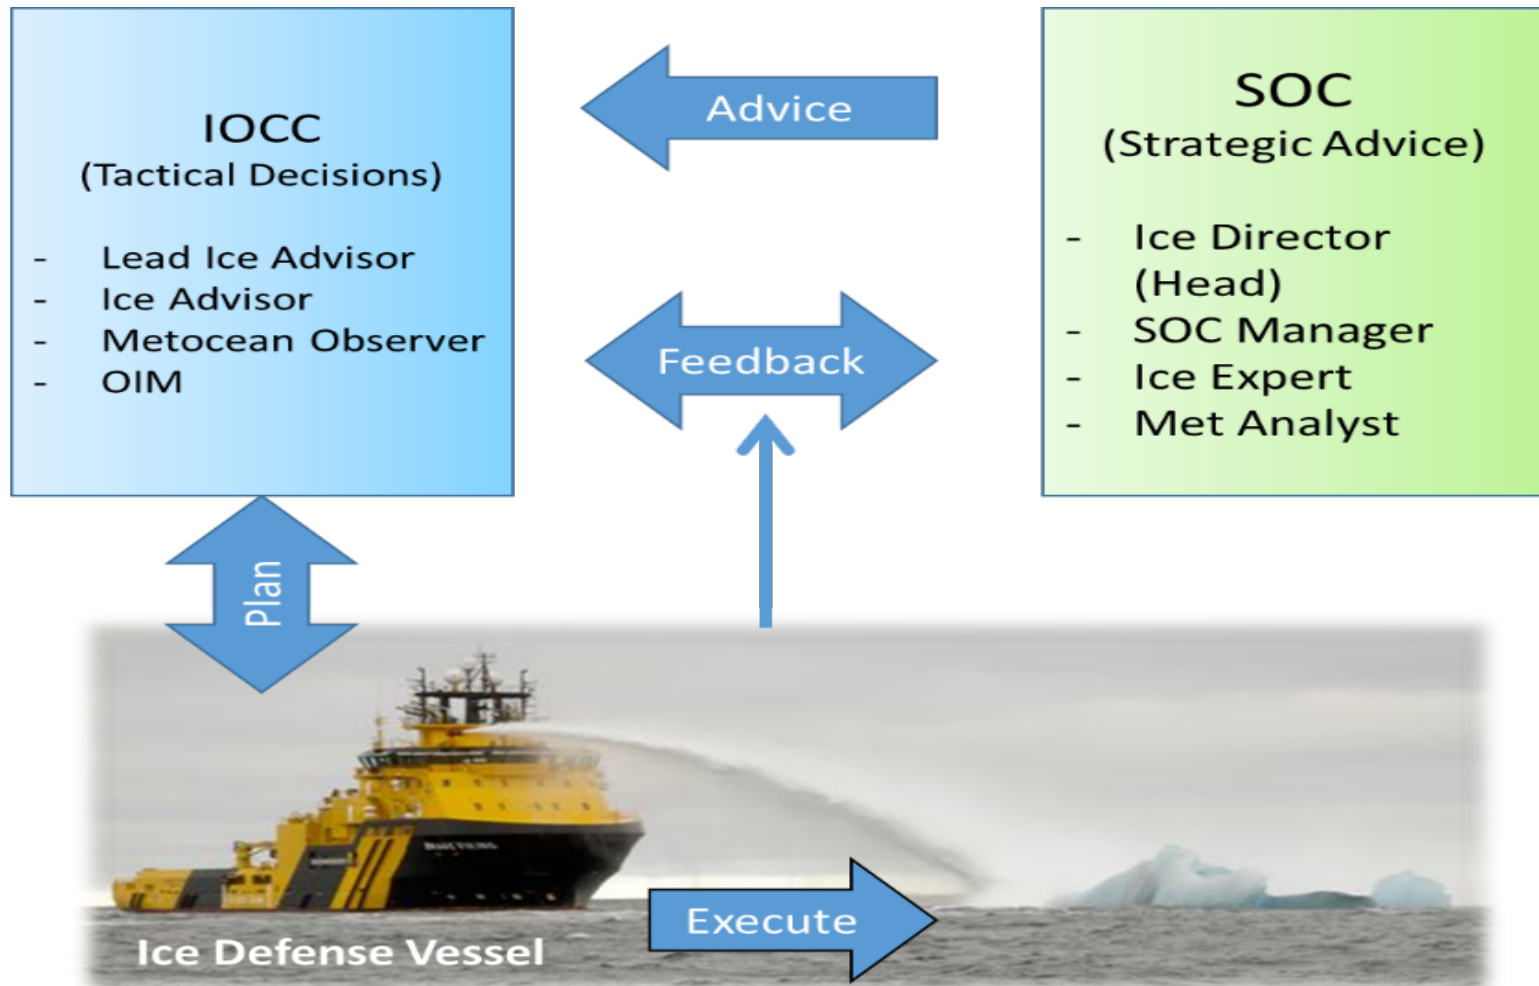 IOCC
(Tactical Decisions)
- Lead Ice Advisor
- Ice Advisor
- Metocean Observer
- OIM
Advice
Feedback
SOC
(Strategic Advice)
- Ice Director
(Head)
- SOC Manager
- Ice Expert
- Met Analyst
Plan
Execute
Ice Defense Vessel